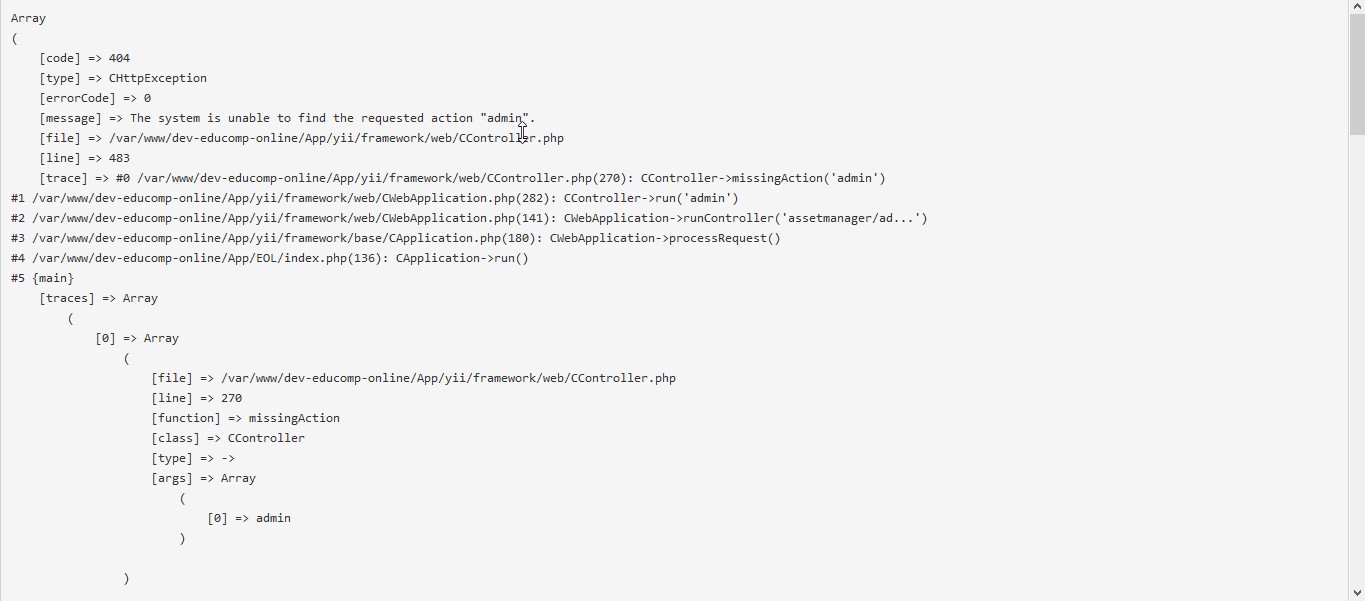 Array
(
    [code] => 404
    [type] => CHttpException
    [errorCode] => 0
    [message] => The system is unable to find the requested action "admin".
    [file] => /var/www/dev-educomp-online/App/yii/framework/web/CController.php
    [line] => 483
    [trace] => #0 /var/www/dev-educomp-online/App/yii/framework/web/CController.php(270): CController->missingAction('admin')
#1 /var/www/dev-educomp-online/App/yii/framework/web/CWebApplication.php(282): CController->run('admin')
#2 /var/www/dev-educomp-online/App/yii/framework/web/CWebApplication.php(141): CWebApplication->runController('assetmanager/ad...')
#3 /var/www/dev-educomp-online/App/yii/framework/base/CApplication.php(180): CWebApplication->processRequest()
#4 /var/www/dev-educomp-online/App/EOL/index.php(136): CApplication->run()
#5 {main}
    [traces] => Array
        (
            [0] => Array
                (
                    [file] => /var/www/dev-educomp-online/App/yii/framework/web/CController.php
                    [line] => 270
                    [function] => missingAction
                    [class] => CController
                    [type] => ->
                    [args] => Array
                        (
                            [0] => admin
                        )

                )